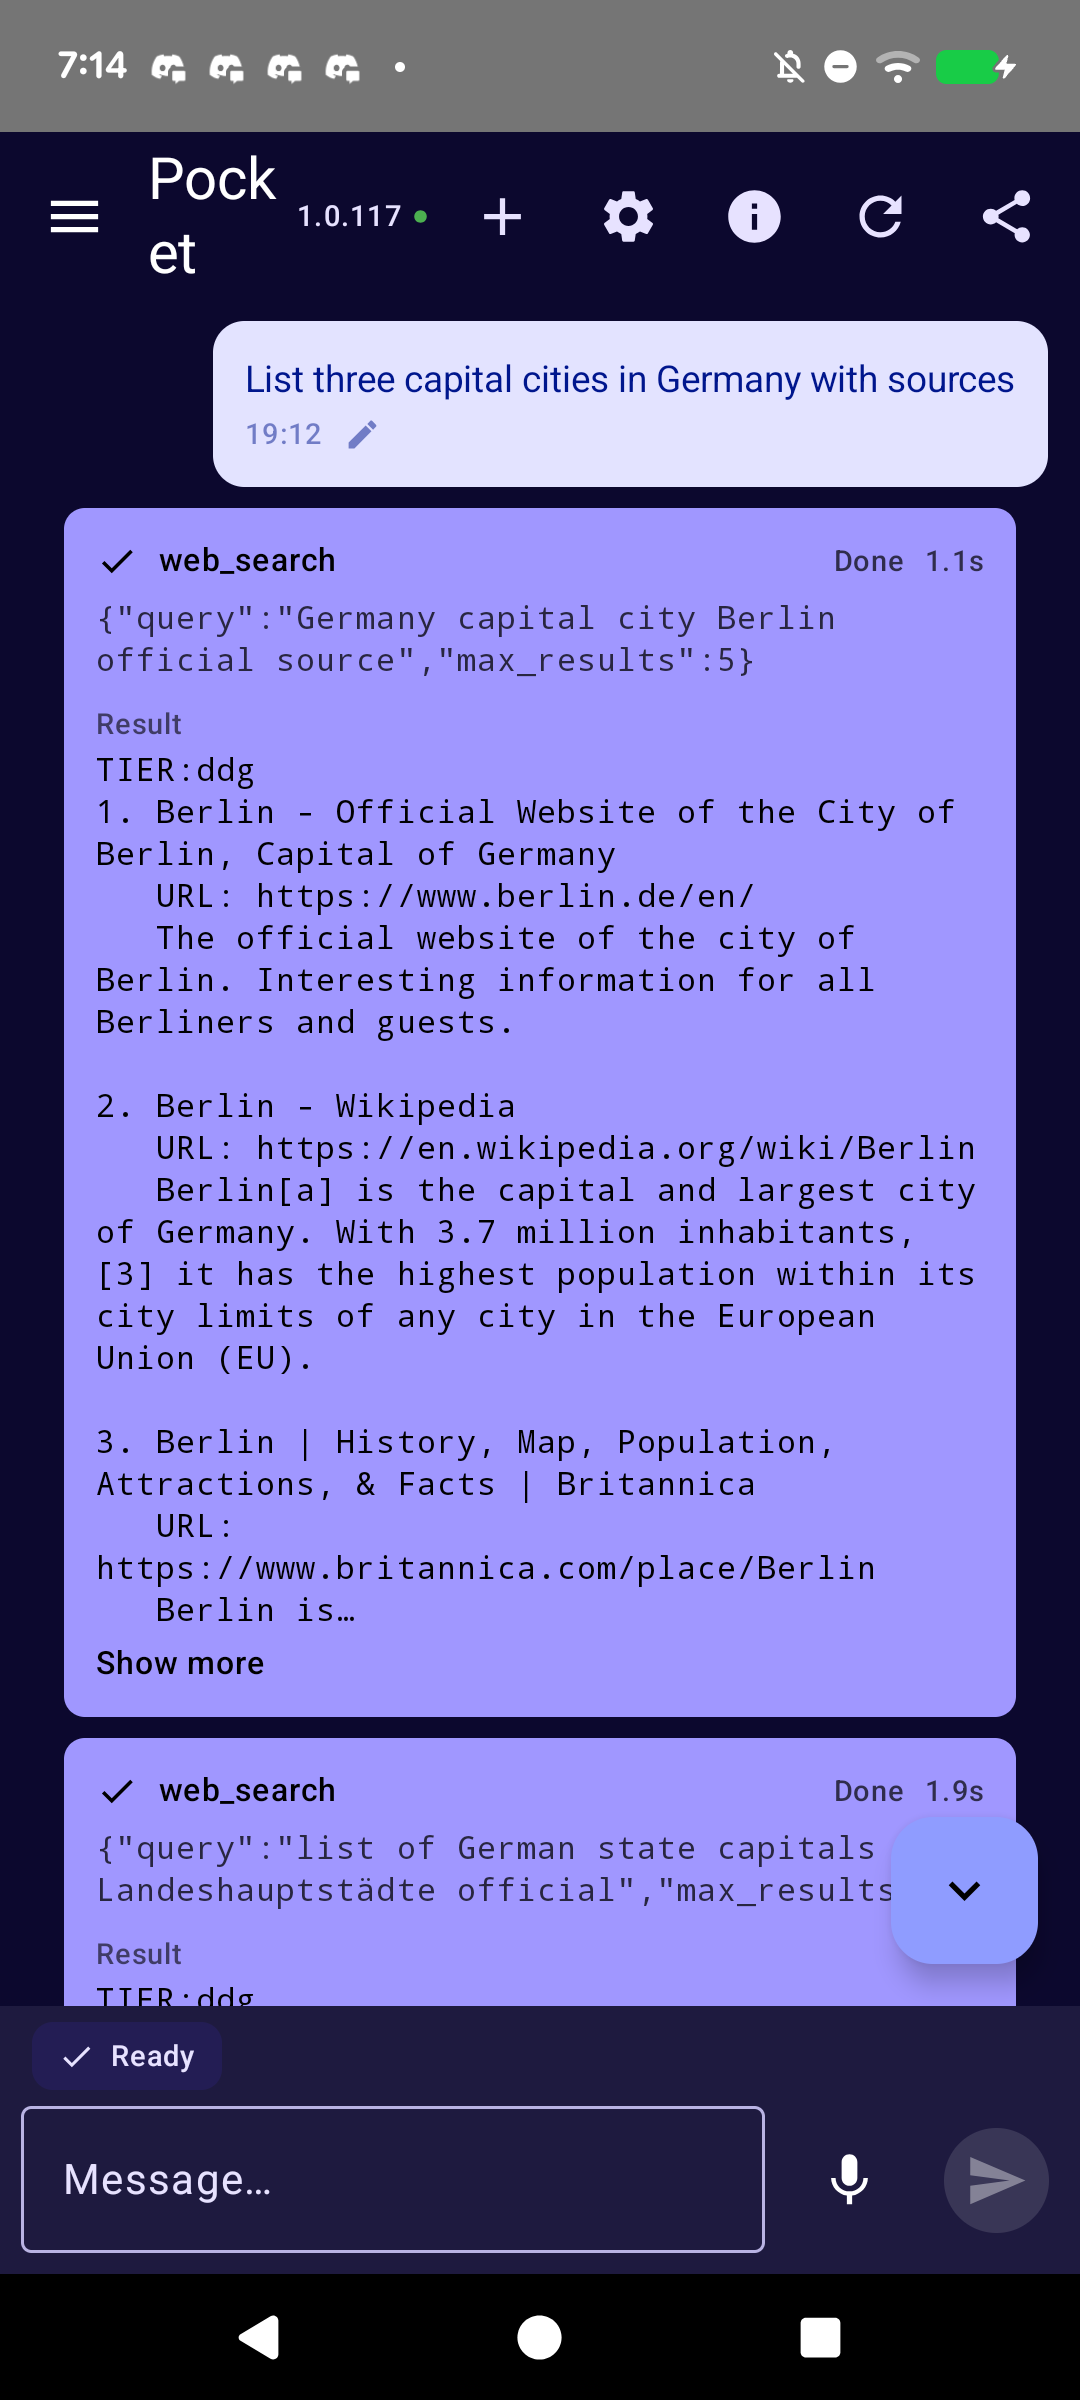 7:14
Pock
et
1.0.117
List three capital cities in Germany with sources
19:12
web_search Done 1.1s
{"query":"Germany capital city Berlin
official source","max_results":5}
Result
TIER:ddg
1. Berlin - Official Website of the City of
Berlin, Capital of Germany
URL: https://www.berlin.de/en/
The official website of the city of
Berlin. Interesting information for all
Berliners and guests.
2. Berlin - Wikipedia
URL: https://en.wikipedia.org/wiki/Berlin
Berlin[a] is the capital and largest city
of Germany. With 3.7 million inhabitants,
[3] it has the highest population within its
city limits of any city in the European
Union (EU).
3. Berlin | History, Map, Population,
Attractions, & Facts | Britannica
URL:
https://www.britannica.com/place/Berlin
Berlin is…
Show more
web_search Done 1.9s
{"query":"list of German state capitals
Landeshauptstädte official","max_results
Result
TIER:ddg
Ready
Message…